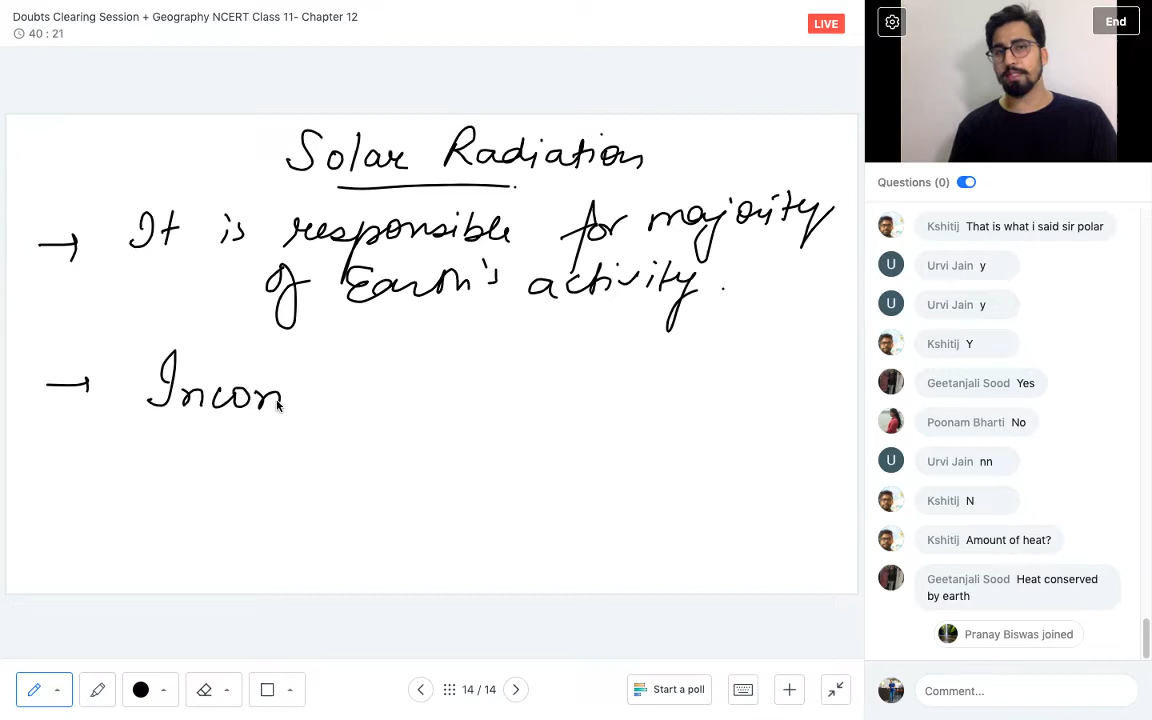 Doubts Clearing Session + Geography NCERT Class 11- Chapter 12
40 : 21
LIVE
End
Solar Radiation
→ It is responsible for majority
of Earth's activity.
→ Incom
Questions (0)
Kshitij That is what i said sir polar
Urvi Jain y
Urvi Jain y
Kshitij Y
Geetanjali Sood Yes
Poonam Bharti No
U Urvi Jain nn
Kshitij N
Kshitij Amount of heat?
Geetanjali Sood Heat conserved
by earth
Pranay Biswas joined
14 / 14
Start a poll
Comment...